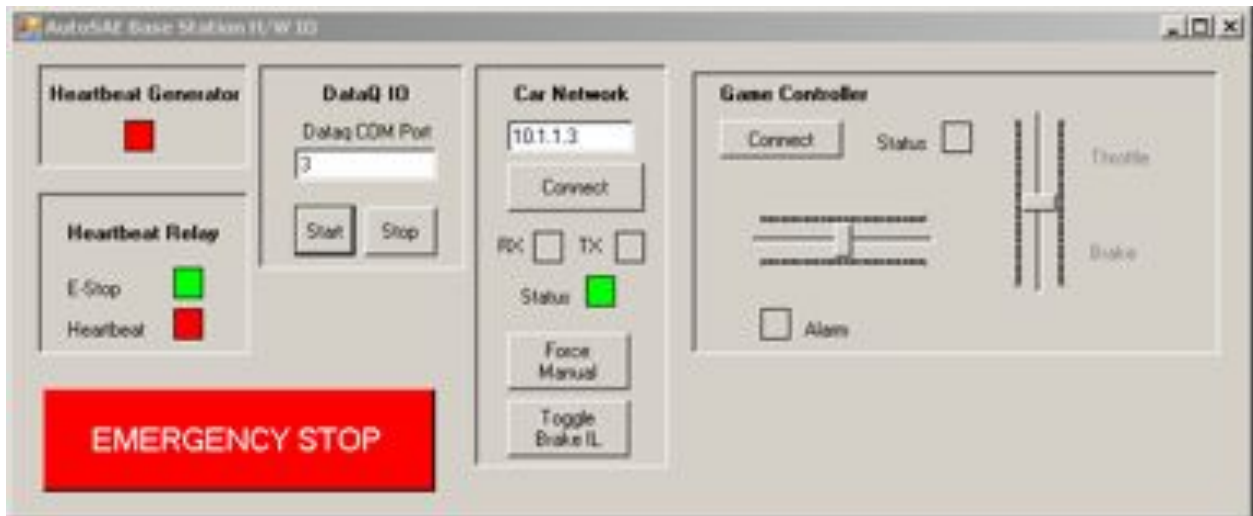 AutoSAE Base Station H/W IO
Heartbeat Generator
Heartbeat Relay
E-Stop
Heartbeat
EMERGENCY STOP
DataQ IO
Dataq COM Port
3
Start Stop
Car Network
10.1.1.3
Connect
RX TX
Status
Force
Manual
Toggle
Brake IL
Game Controller
Connect Status
Throttle
Brake
Alarm